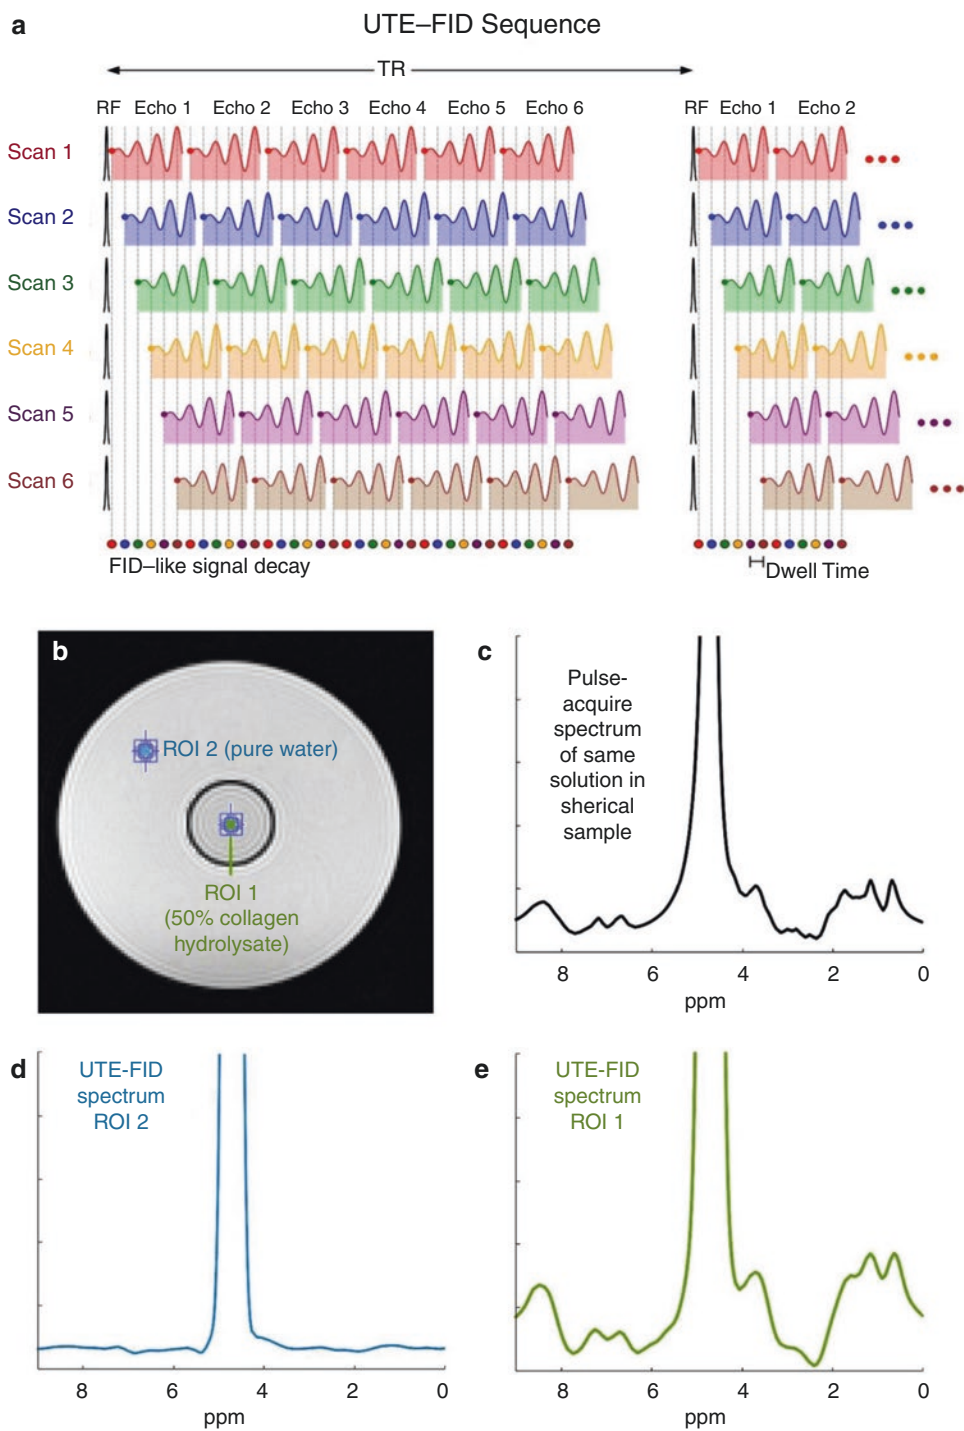 a
UTE–FID Sequence
TR
RF Echo 1 Echo 2 Echo 3 Echo 4 Echo 5 Echo 6 RF Echo 1 Echo 2
Scan 1
Scan 2
Scan 3
Scan 4
Scan 5
Scan 6
FID–like signal decay
Dwell Time
b
ROI 2 (pure water)
ROI 1
(50% collagen
hydrolysate)
c
Pulse-
acquire
spectrum
of same
solution in
sherical
sample
8 6 4 2 0
ppm
d
UTE-FID
spectrum
ROI 2
8 6 4 2 0
ppm
e
UTE-FID
spectrum
ROI 1
8 6 4 2 0
ppm